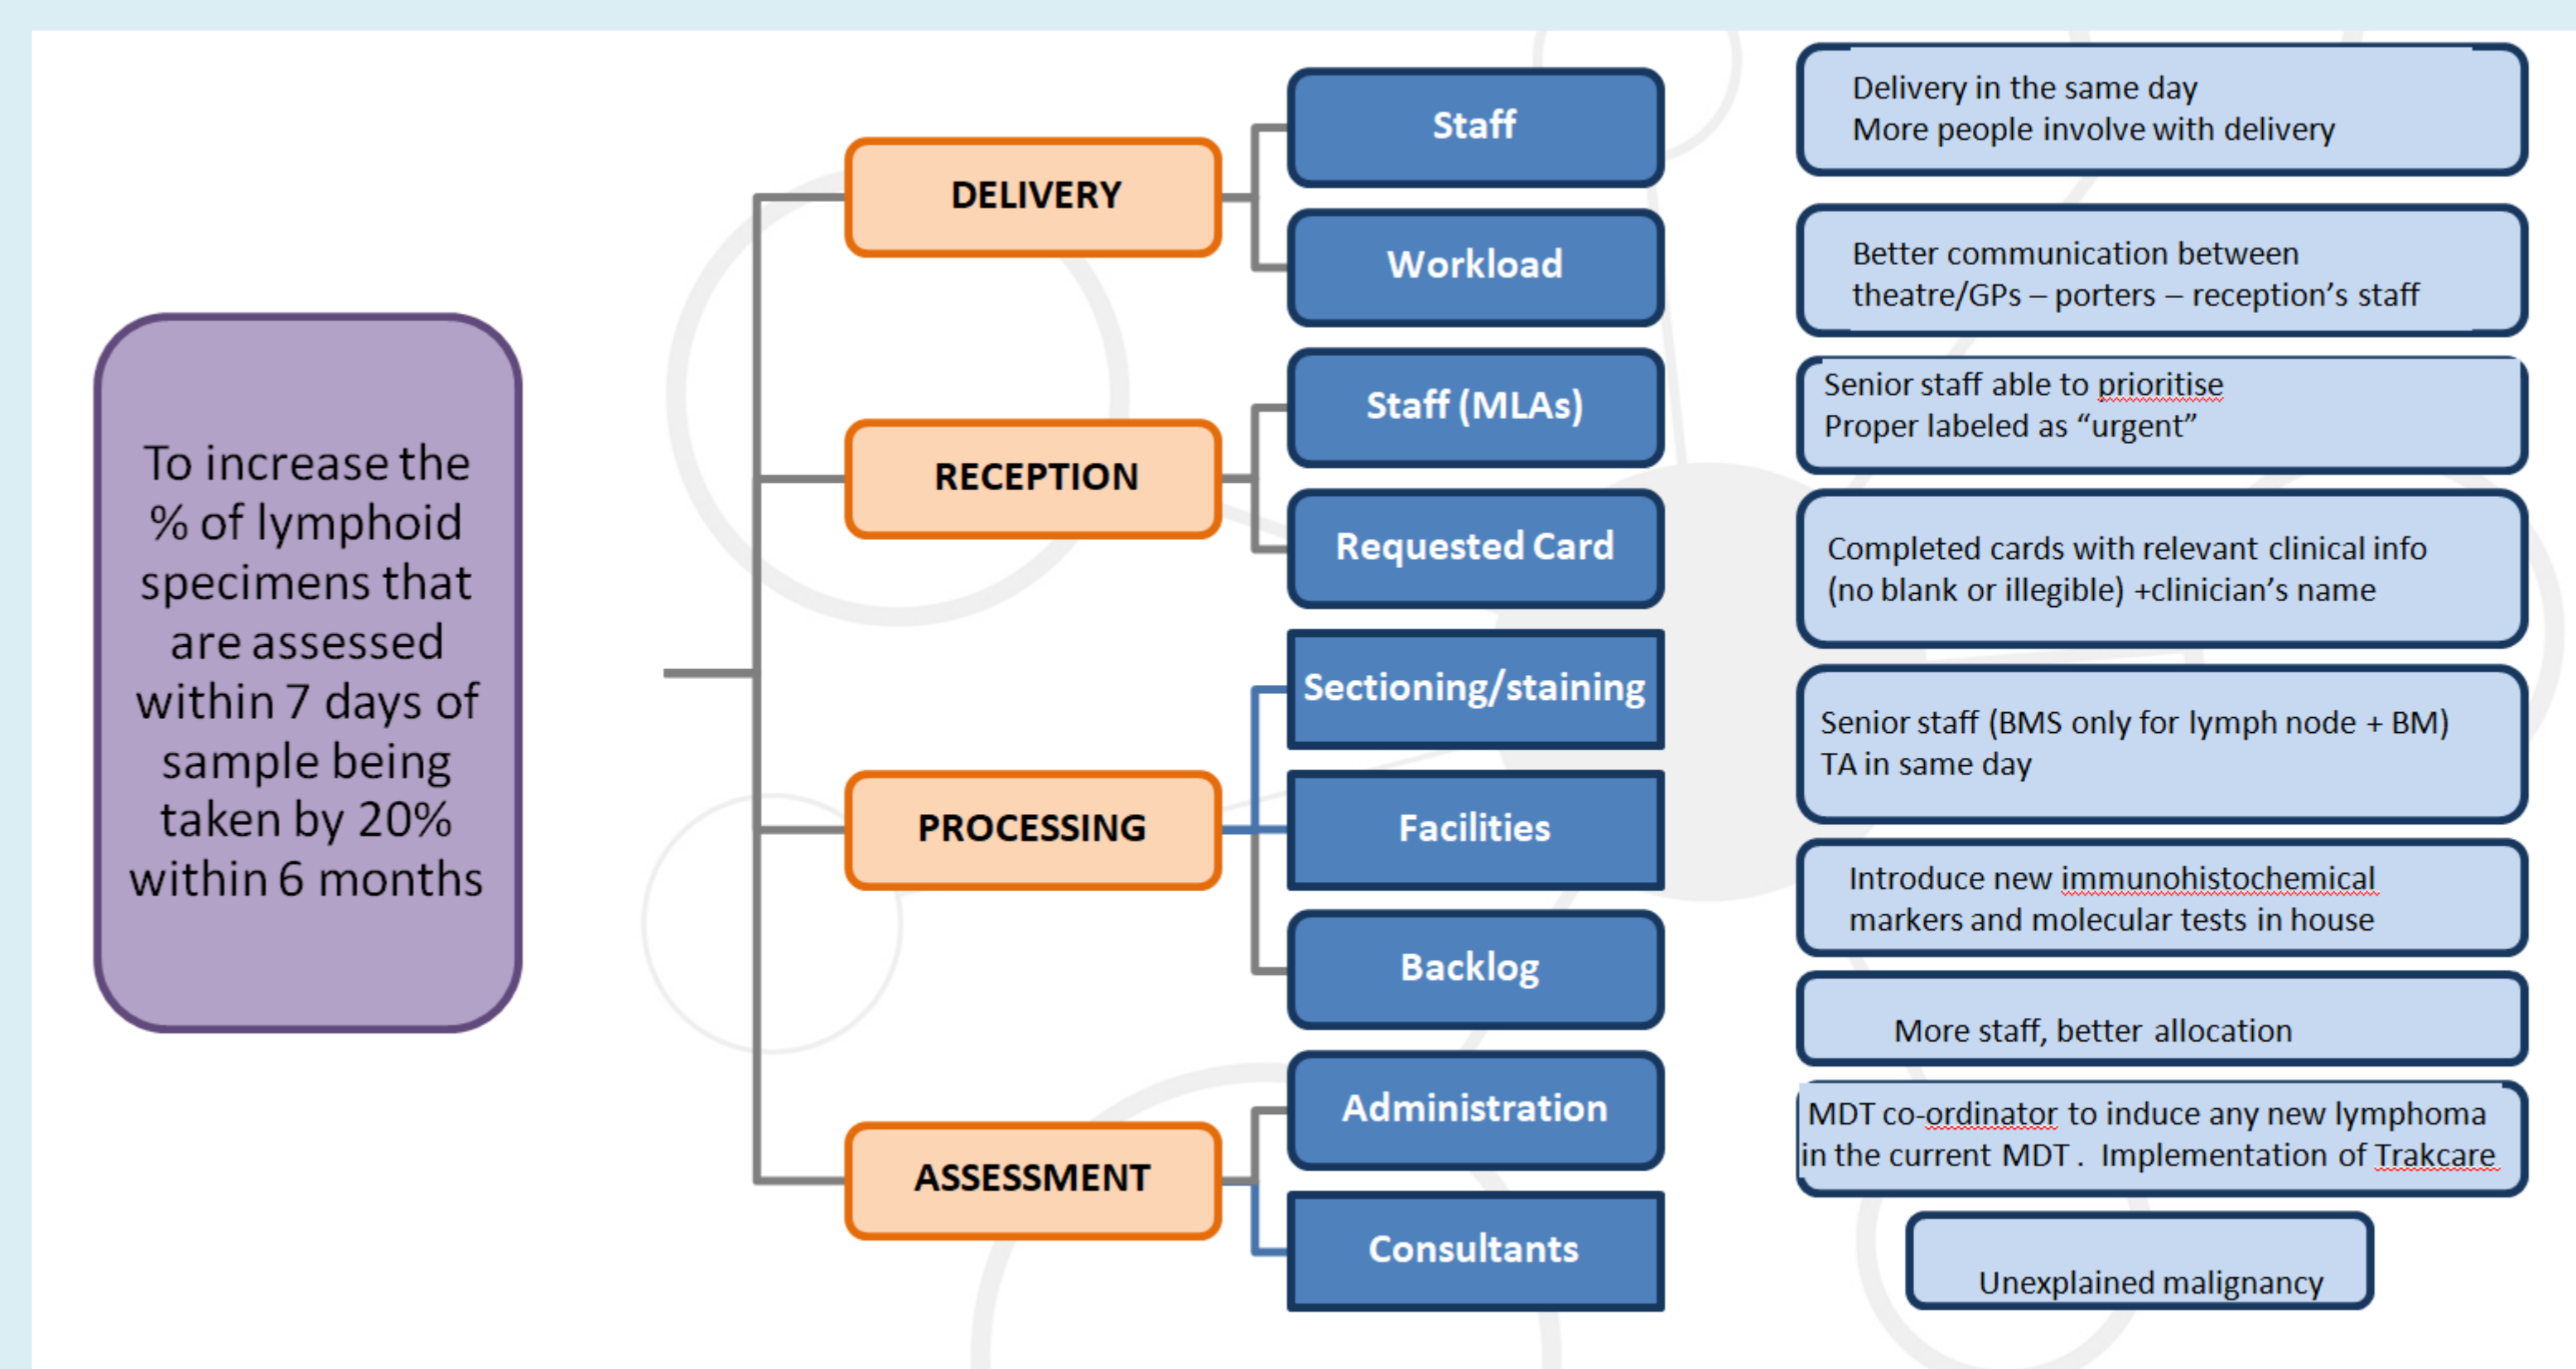 To increase the
% of lymphoid
specimens that
are assessed
within 7 days of
sample being
taken by 20%
within 6 months
DELIVERY
RECEPTION
PROCESSING
ASSESSMENT
Staff
Workload
Staff (MLAs)
Requested Card
Sectioning/staining
Facilities
Backlog
Administration
Consultants
Delivery in the same day
More people involve with delivery
Better communication between
theatre/GPs – porters – reception’s staff
Senior staff able to prioritise
Proper labeled as “urgent”
Completed cards with relevant clinical info
(no blank or illegible) +clinician’s name
Senior staff (BMS only for lymph node + BM)
TA in same day
Introduce new immunohistochemical
markers and molecular tests in house
More staff, better allocation
MDT co-ordinator to induce any new lymphoma
in the current MDT . Implementation of Trakcare
Unexplained malignancy